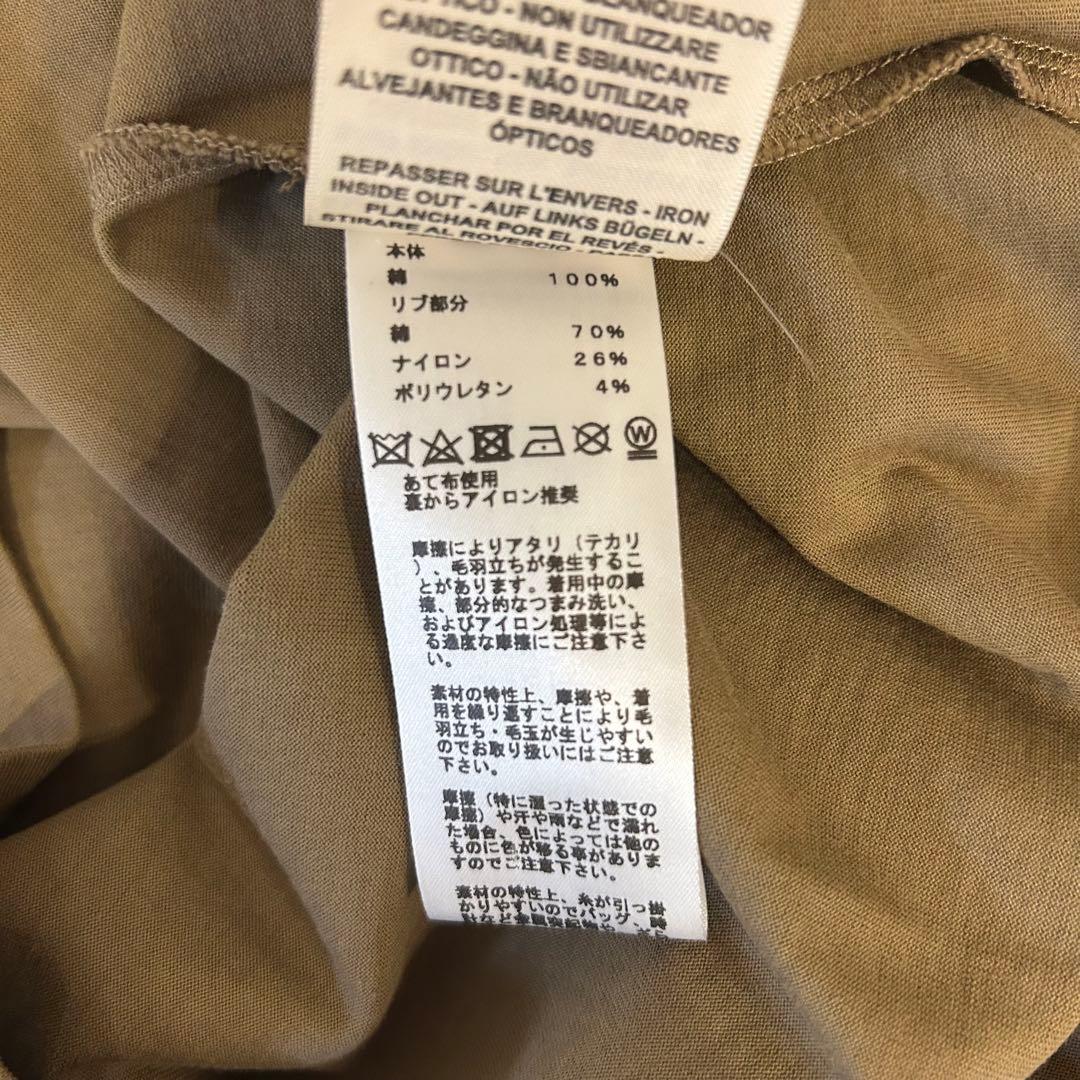 BRANQUEADOR
ÓPTICO - NON UTILIZZARE
CANDEGGINA E SBIANCANTE
OTTICO - NÃO UTILIZAR
ALVEJANTES E BRANQUEADORES
ÓPTICOS
REPASSER SUR L'ENVERS - IRON
INSIDE OUT - AUF LINKS BÜGELN -
PLANCHAR POR EL REVÉS -
STIRARE AL ROVESCIO -
本体
綿 100%
リブ部分
綿 70%
ナイロン 26%
ポリウレタン 4%
W
あて布使用
裏からアイロン推奨
摩擦によりアタリ（テカリ
）、毛羽立ちが発生するこ
とがあります。着用中の摩
擦、部分的なつまみ洗い、
およびアイロン処理等によ
る過度な摩擦にご注意下さ
い。
素材の特性上、摩擦や、着
用を繰り返すことにより毛
羽立ち・毛玉が生じやすい
のでお取り扱いにはご注意
下さい。
摩擦（特に湿った状態での
摩擦）や汗や雨などで濡れ
た場合、色によっては他の
ものに色が移る事がありま
すのでご注意下さい。
素材の特性上、糸が引っ掛
かりやすいのでバッグ、時